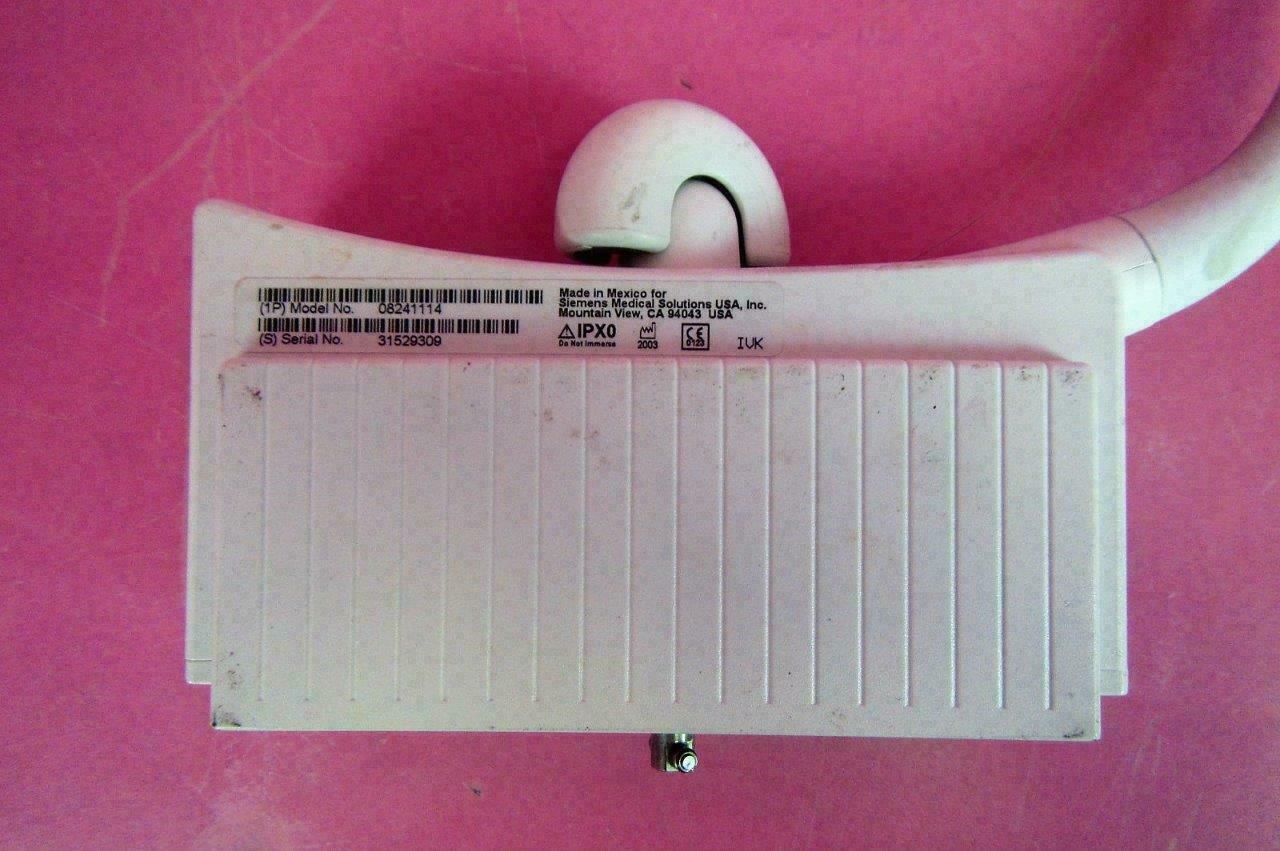 (1P) Model No. 08241114
(S) Serial No. 31529309
Made in Mexico for
Siemens Medical Solutions USA, Inc.
Mountain View, CA 94043 USA
IPX0
Do Not Immerse
2003
CE
0123
IVK